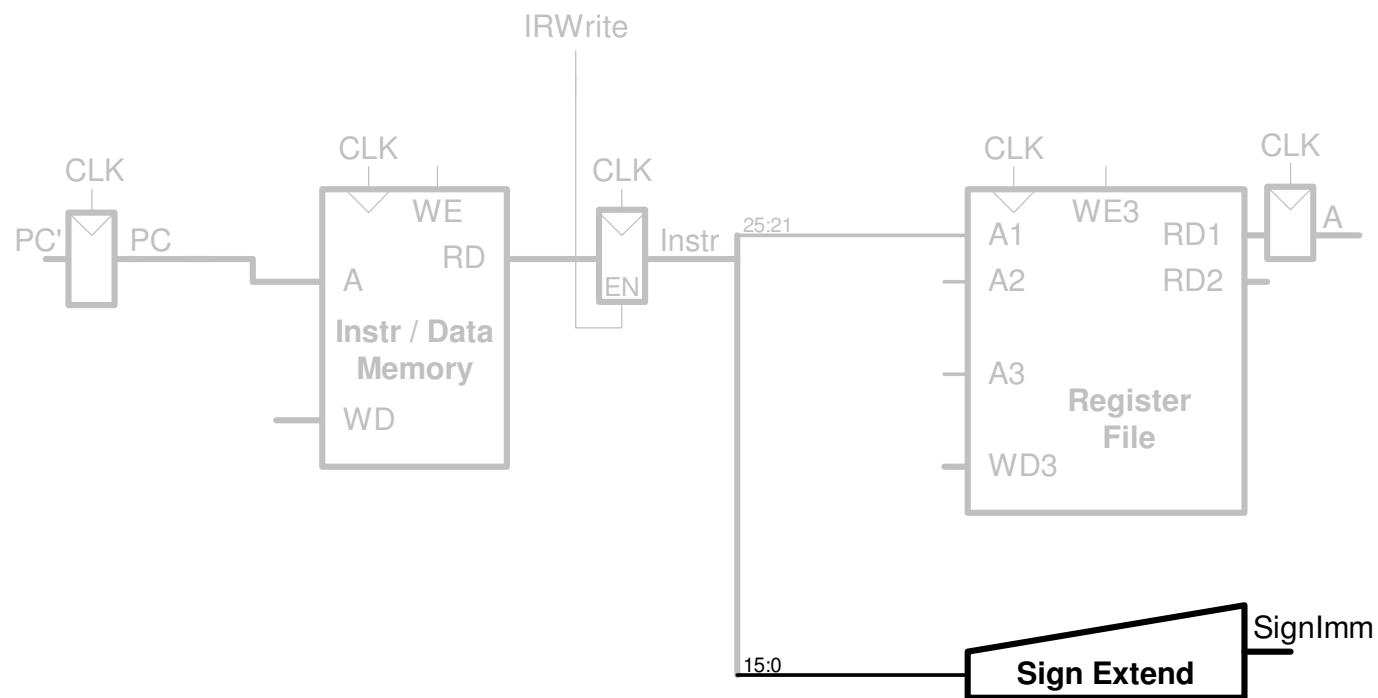 IRWrite
CLK
CLK
CLK
CLK
CLK
PC'
PC
WE
RD
A
Instr / Data
Memory
WD
EN
Instr
25:21
A1
WE3
RD1
A
A2
RD2
A3
Register
File
WD3
15:0
Sign Extend
SignImm